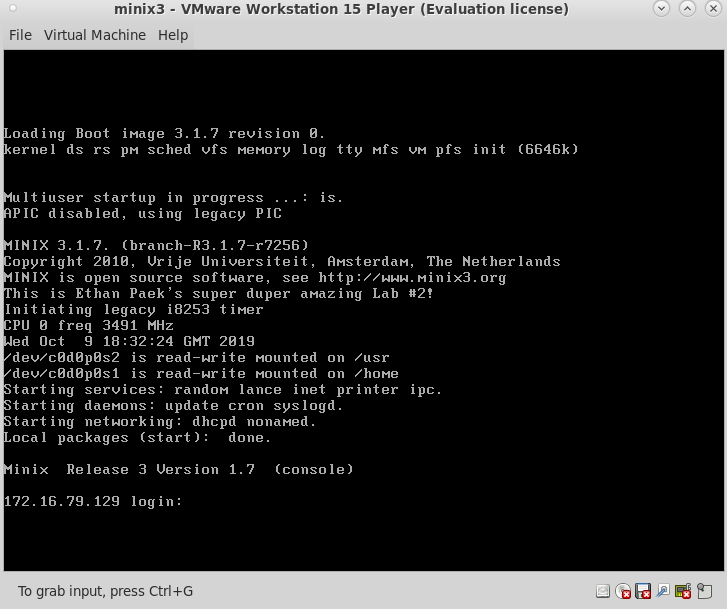 minix3 - VMware Workstation 15 Player (Evaluation license)
File Virtual Machine Help
Loading Boot image 3.1.7 revision 0.
kernel ds rs pm sched vfs memory log tty mfs vm pfs init (6646k)
Multiuser startup in progress ...: is.
APIC disabled, using legacy PIC
MINIX 3.1.7. (branch-R3.1.7-r7256)
Copyright 2010, Vrije Universiteit, Amsterdam, The Netherlands
MINIX is open source software, see http://www.minix3.org
This is Ethan Paek's super duper amazing Lab #2!
Initiating legacy i8253 timer
CPU 0 freq 3491 MHz
Wed Oct  9 18:32:24 GMT 2019
/dev/c0d0p0s2 is read-write mounted on /usr
/dev/c0d0p0s1 is read-write mounted on /home
Starting services: random lance inet printer ipc.
Starting daemons: update cron syslogd.
Starting networking: dhcpd nonamed.
Local packages (start):  done.
Minix  Release 3 Version 1.7  (console)
172.16.79.129 login:
To grab input, press Ctrl+G